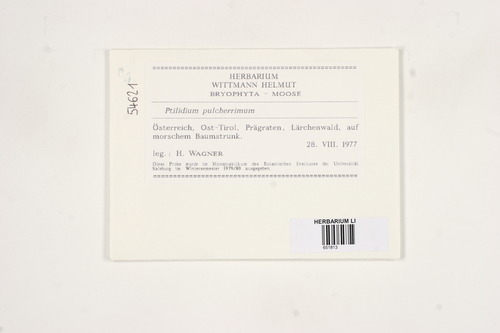 54621
HERBARIUM
WITTMANN HELMUT
BRYOPHYTA - MOOSE
Ptilidium pulcherrimum
Österreich, Ost-Tirol, Prägraten, Lärchenwald, auf
morschem Baumstrunk.
28. VIII. 1977
leg.: H. WAGNER
Diese Probe wurde im Moospraktikum des Botanischen Institutes der Universität
Salzburg im Wintersemester 1979/80 ausgegeben.
HERBARIUM LI
651813